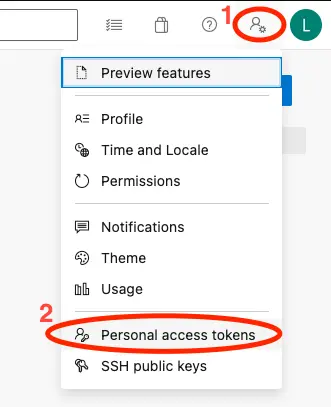 1
L
Preview features
Profile
Time and Locale
Permissions
Notifications
Theme
Usage
2
Personal access tokens
SSH public keys